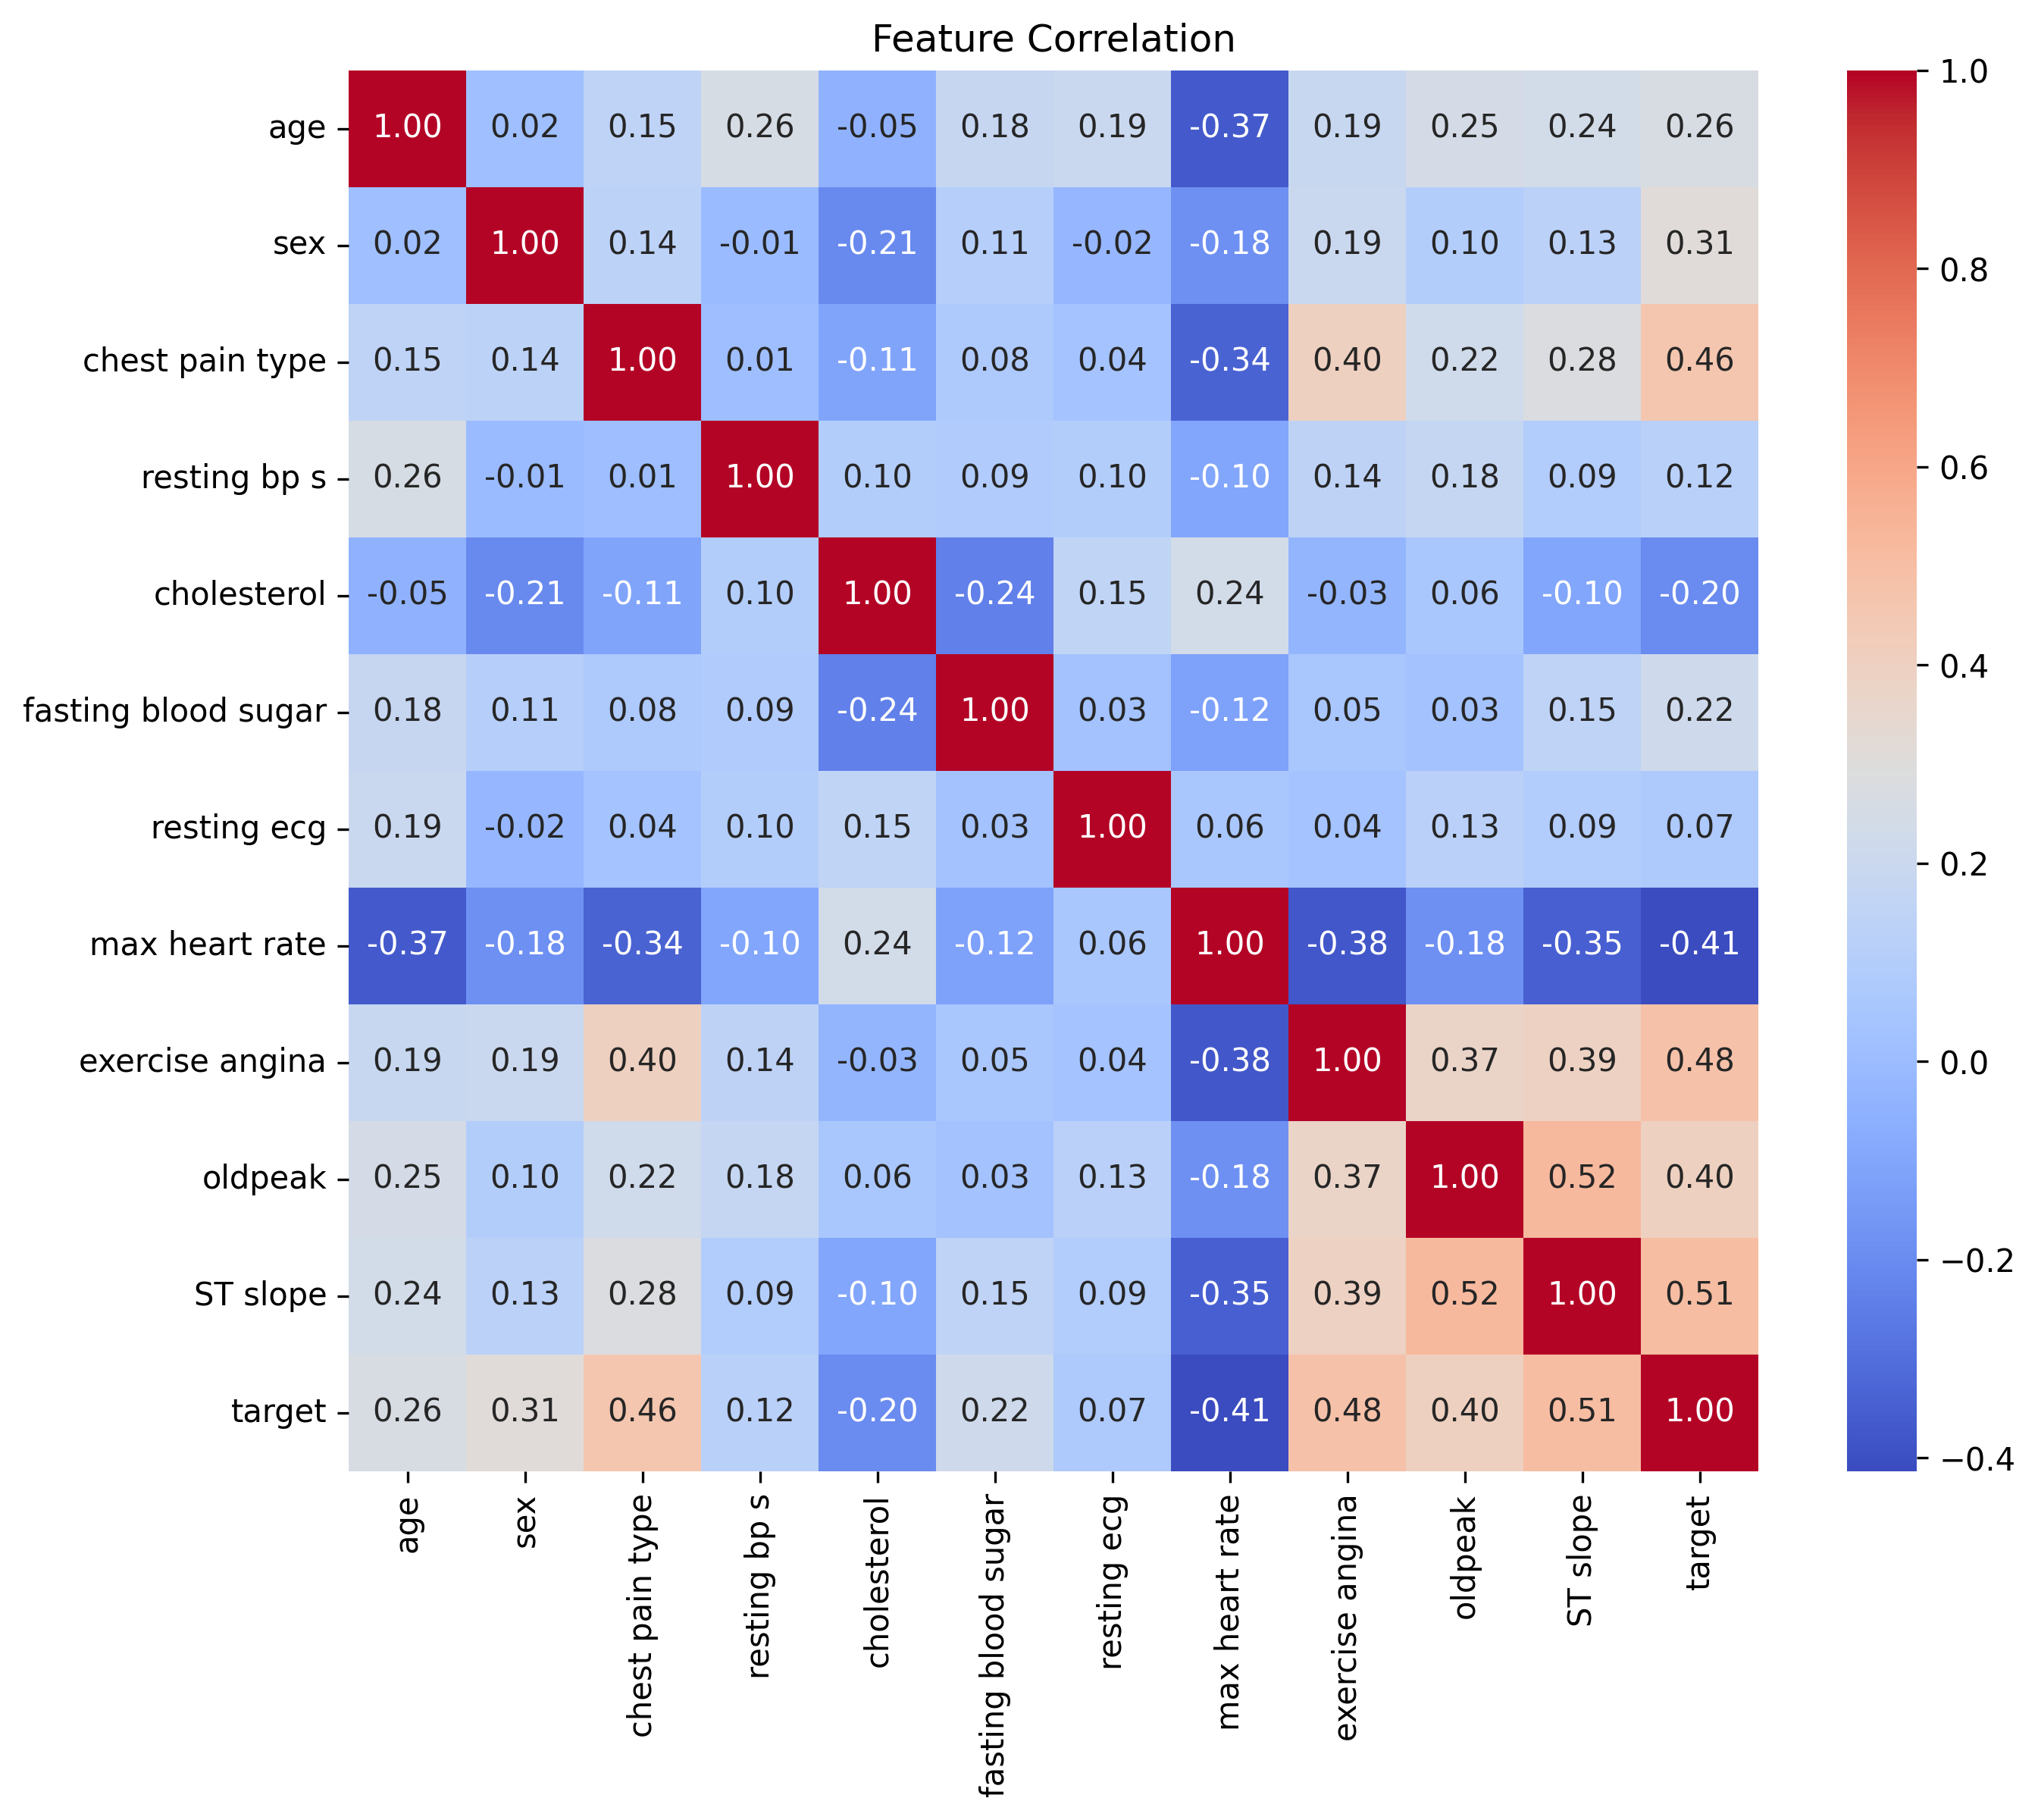 Feature Correlation
age 1.00 0.02 0.15 0.26 -0.05 0.18 0.19 -0.37 0.19 0.25 0.24 0.26
sex 0.02 1.00 0.14 -0.01 -0.21 0.11 -0.02 -0.18 0.19 0.10 0.13 0.31
chest pain type 0.15 0.14 1.00 0.01 -0.11 0.08 0.04 -0.34 0.40 0.22 0.28 0.46
resting bp s 0.26 -0.01 0.01 1.00 0.10 0.09 0.10 -0.10 0.14 0.18 0.09 0.12
cholesterol -0.05 -0.21 -0.11 0.10 1.00 -0.24 0.15 0.24 -0.03 0.06 -0.10 -0.20
fasting blood sugar 0.18 0.11 0.08 0.09 -0.24 1.00 0.03 -0.12 0.05 0.03 0.15 0.22
resting ecg 0.19 -0.02 0.04 0.10 0.15 0.03 1.00 0.06 0.04 0.13 0.09 0.07
max heart rate -0.37 -0.18 -0.34 -0.10 0.24 -0.12 0.06 1.00 -0.38 -0.18 -0.35 -0.41
exercise angina 0.19 0.19 0.40 0.14 -0.03 0.05 0.04 -0.38 1.00 0.37 0.39 0.48
oldpeak 0.25 0.10 0.22 0.18 0.06 0.03 0.13 -0.18 0.37 1.00 0.52 0.40
ST slope 0.24 0.13 0.28 0.09 -0.10 0.15 0.09 -0.35 0.39 0.52 1.00 0.51
target 0.26 0.31 0.46 0.12 -0.20 0.22 0.07 -0.41 0.48 0.40 0.51 1.00
age
sex
chest pain type
resting bp s
cholesterol
fasting blood sugar
resting ecg
max heart rate
exercise angina
oldpeak
ST slope
target
1.0
0.8
0.6
0.4
0.2
0.0
−0.2
−0.4